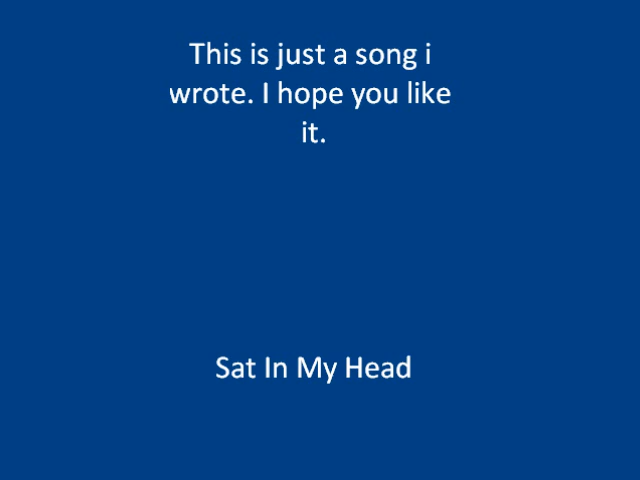 This is just a song i
wrote. I hope you like
it.
Sat In My Head